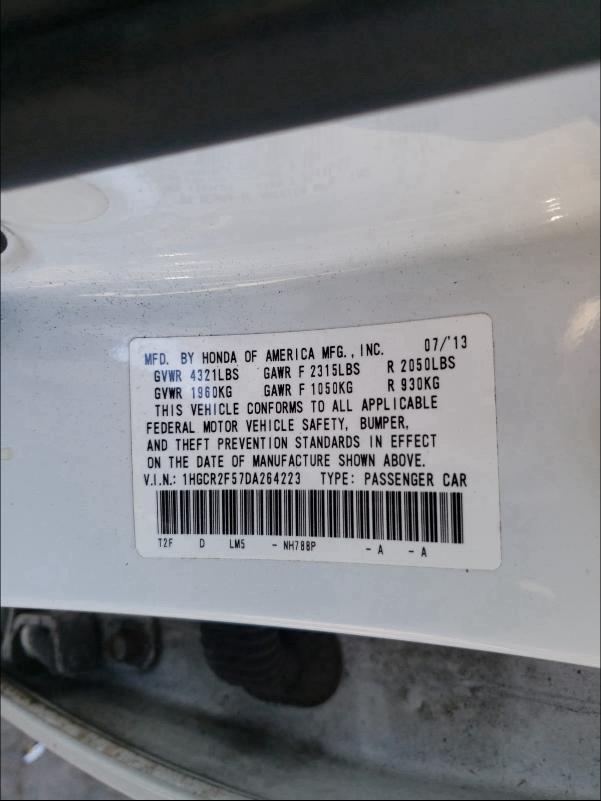 MFD. BY HONDA OF AMERICA MFG., INC. 07/'13
GVWR 4321LBS GAWR F 2315LBS R 2050LBS
GVWR 1960KG GAWR F 1050KG R 930KG
THIS VEHICLE CONFORMS TO ALL APPLICABLE
FEDERAL MOTOR VEHICLE SAFETY, BUMPER,
AND THEFT PREVENTION STANDARDS IN EFFECT
ON THE DATE OF MANUFACTURE SHOWN ABOVE.
V.I.N.: 1HGCR2F57DA264223 TYPE: PASSENGER CAR
T2F D LM5 - NH788P - A - A